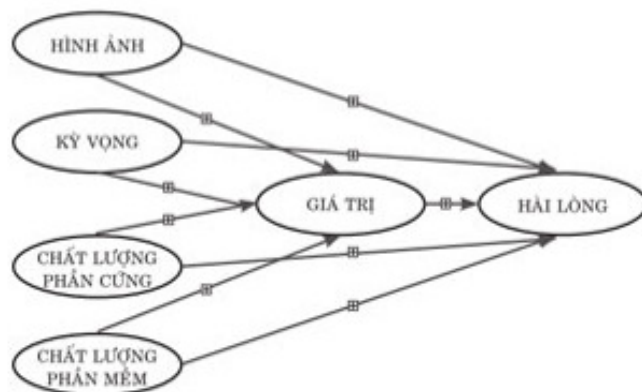 HÌNH ẢNH
KỲ VỌNG
GIÁ TRỊ
HÀI LÒNG
CHẤT LƯỢNG
PHẦN CỨNG
CHẤT LƯỢNG
PHẦN MỀM